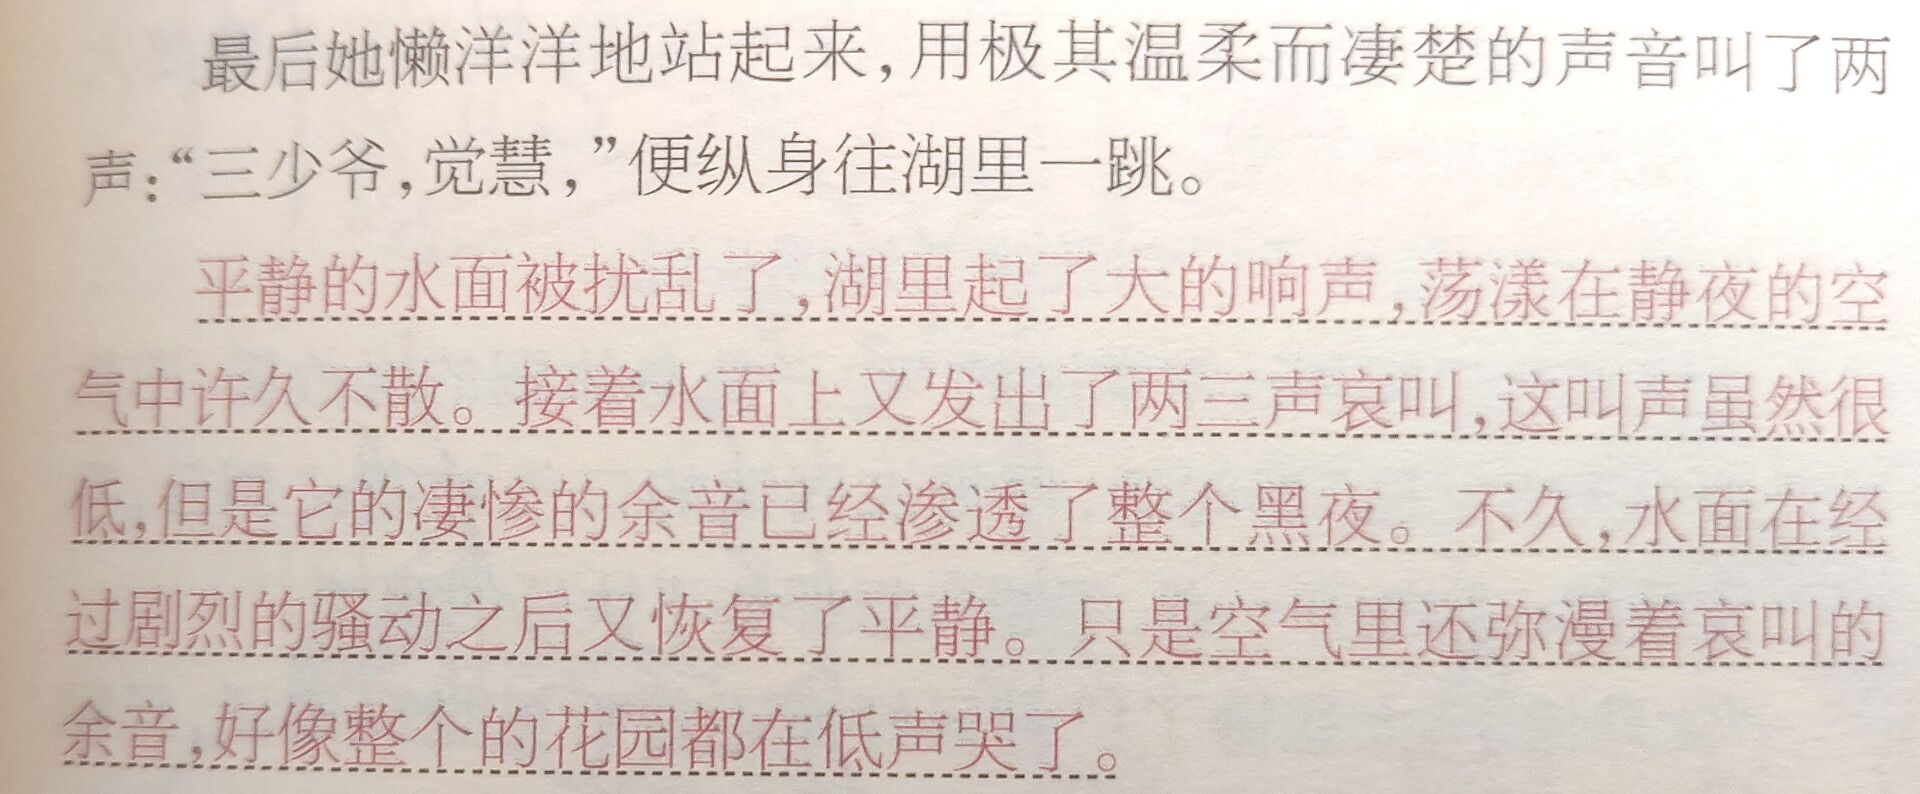 最后她懒洋洋地站起来,用极其温柔而凄楚的声音叫了两
声:“三少爷,觉慧,”便纵身往湖里一跳。
平静的水面被扰乱了,湖里起了大的响声,荡漾在静夜的空
气中许久不散。接着水面上又发出了两三声哀叫,这叫声虽然很
低,但是它的凄惨的余音已经渗透了整个黑夜。不久,水面在经
过剧烈的骚动之后又恢复了平静。只是空气里还弥漫着哀叫的
余音,好像整个的花园都在低声哭了。